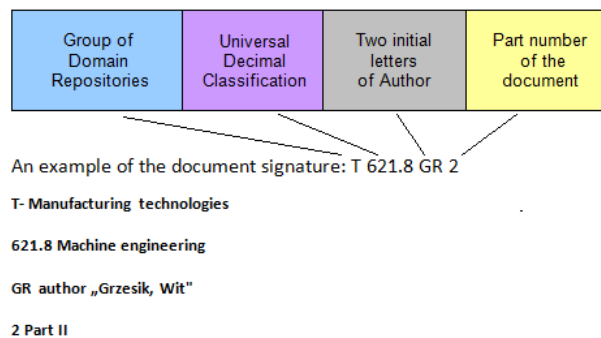 Group of
Domain
Repositories
Universal
Decimal
Classification
Two initial
letters
of Author
Part number
of the
document
An example of the document signature: T 621.8 GR 2
T- Manufacturing technologies
621.8 Machine engineering
GR author „Grzesik, Wit"
2 Part II